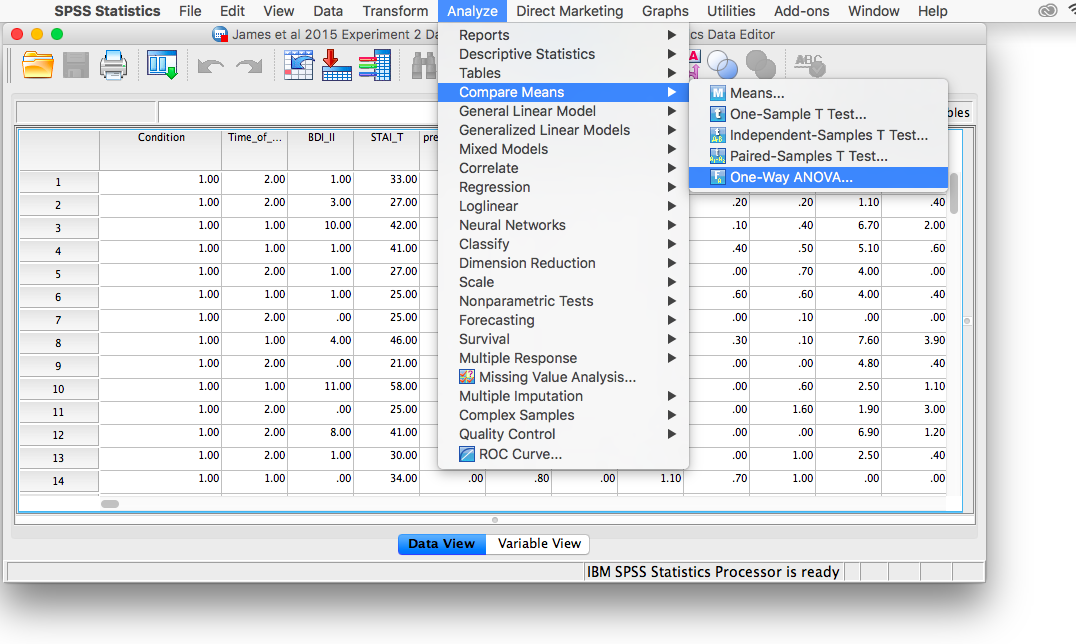 SPSS Statistics File Edit View Data Transform Analyze Direct Marketing Graphs Utilities Add-ons Window Help
James et al 2015 Experiment 2 Da
cs Data Editor
Reports
Descriptive Statistics
Tables
Compare Means
General Linear Model
Generalized Linear Models
Mixed Models
Correlate
Regression
Loglinear
Neural Networks
Classify
Dimension Reduction
Scale
Nonparametric Tests
Forecasting
Survival
Multiple Response
Missing Value Analysis...
Multiple Imputation
Complex Samples
Quality Control
ROC Curve...
A
ABC
M Means...
t One-Sample T Test...
Independent-Samples T Test...
Paired-Samples T Test...
One-Way ANOVA...
bles
Condition Time_of_... BDI_II STAI_T pre
1 1.00 2.00 1.00 33.00
2 1.00 2.00 3.00 27.00 .20 .20 1.10 .40
3 1.00 1.00 10.00 42.00 .10 .40 6.70 2.00
4 1.00 1.00 1.00 41.00 .40 .50 5.10 .60
5 1.00 2.00 1.00 27.00 .00 .70 4.00 .00
6 1.00 1.00 1.00 25.00 .60 .60 4.00 .40
7 1.00 2.00 .00 25.00 .00 .10 .00 .00
8 1.00 1.00 4.00 46.00 .30 .10 7.60 3.90
9 1.00 2.00 .00 21.00 .00 .00 4.80 .40
10 1.00 1.00 11.00 58.00 .00 .60 2.50 1.10
11 1.00 2.00 .00 25.00 .00 1.60 1.90 3.00
12 1.00 2.00 8.00 41.00 .00 .00 6.90 1.20
13 1.00 2.00 1.00 30.00 .00 1.00 2.50 .40
14 1.00 1.00 .00 34.00 .00 .80 .00 1.10 .70 1.00 .00 .00
Data View Variable View
IBM SPSS Statistics Processor is ready